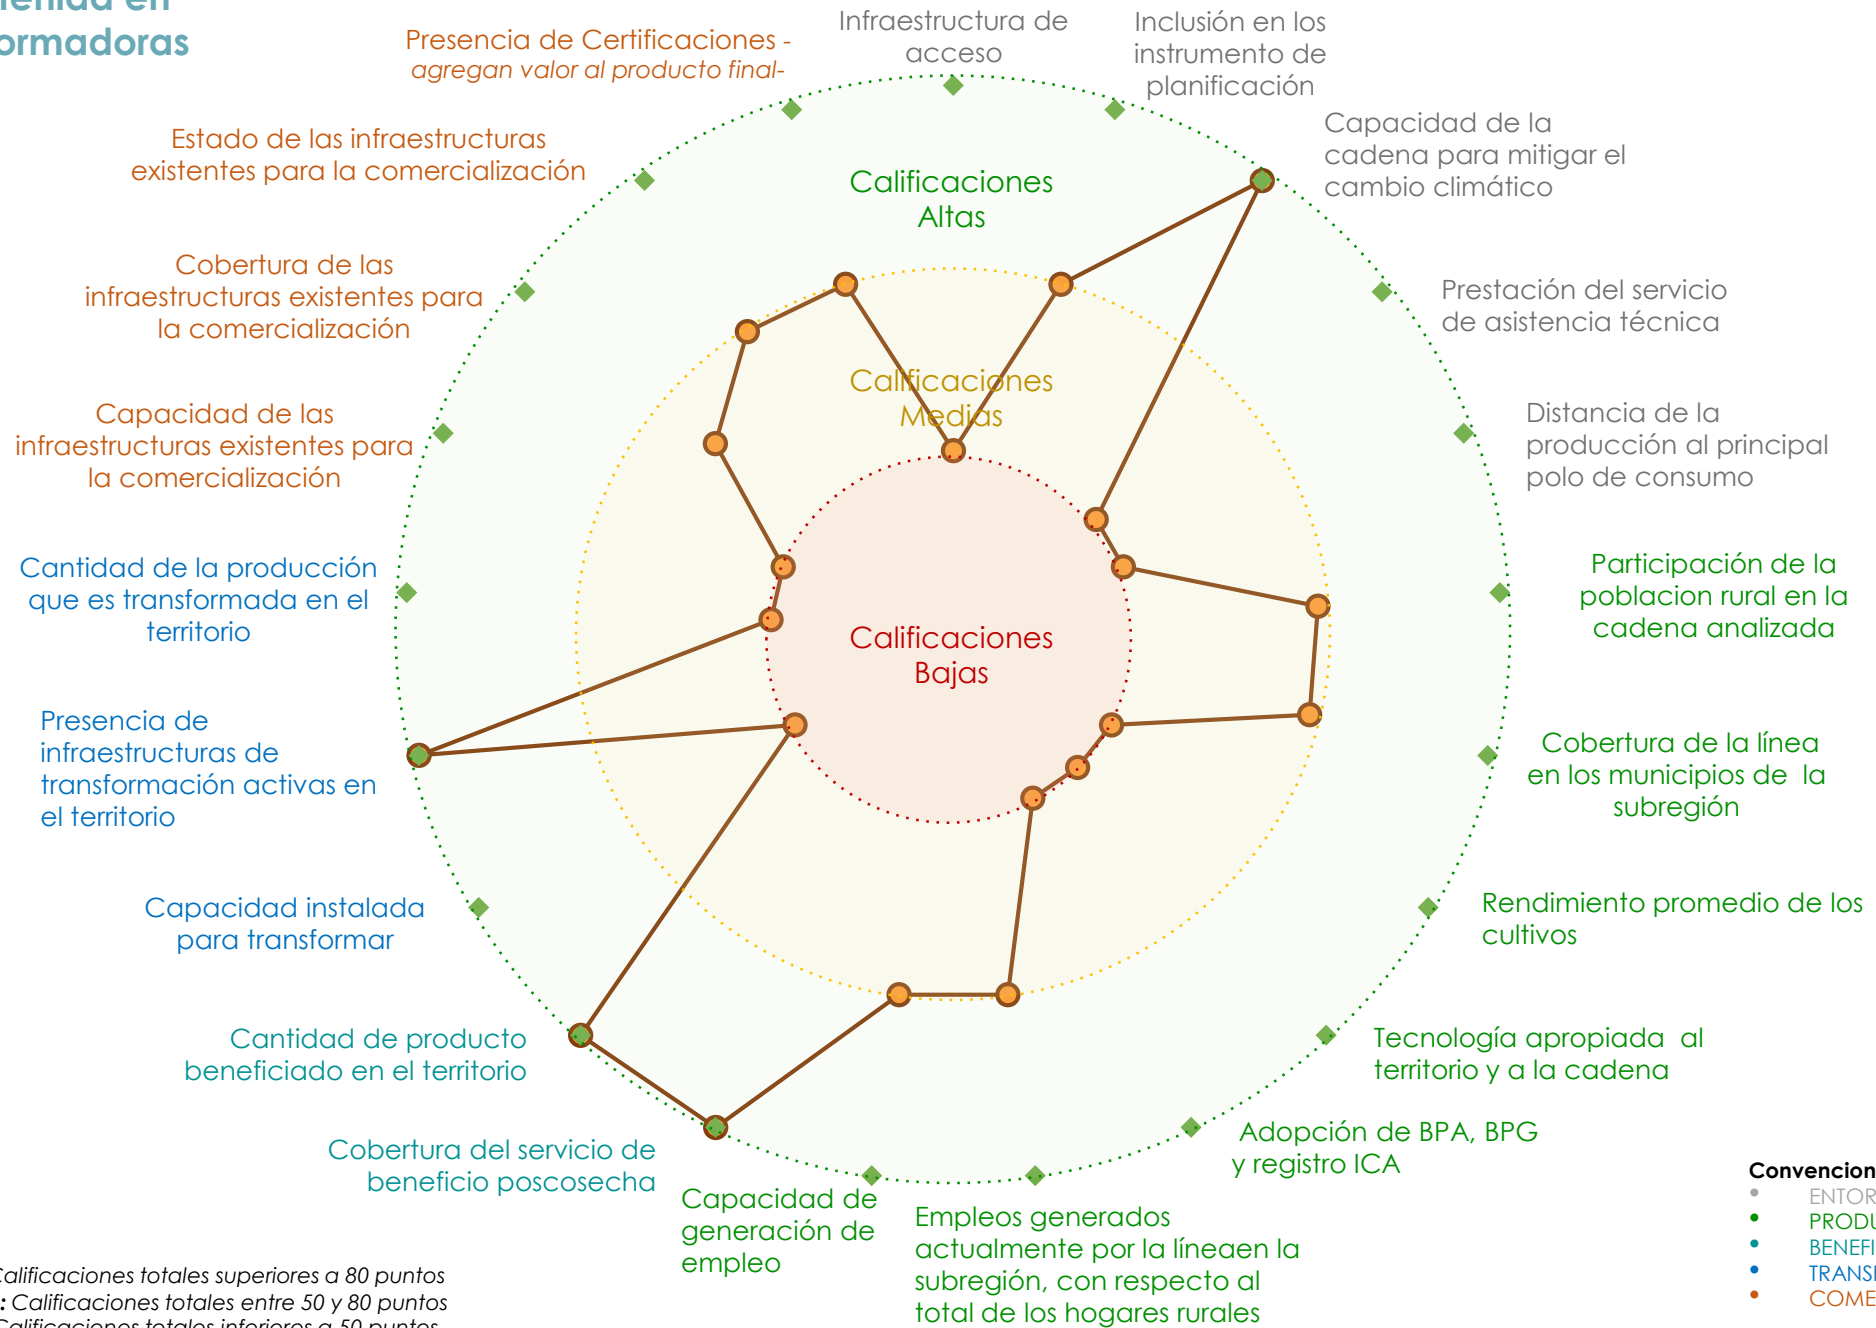 Presencia de Certificaciones -
agregan valor al producto final-
Infraestructura de
acceso
Inclusión en los
instrumento de
planificación
Capacidad de la
cadena para mitigar el
cambio climático
Estado de las infraestructuras
existentes para la comercialización
Calificaciones
Altas
Cobertura de las
infraestructuras existentes para
la comercialización
Prestación del servicio
de asistencia técnica
Calificaciones
Medias
Capacidad de las
infraestructuras existentes para
la comercialización
Distancia de la
producción al principal
polo de consumo
Cantidad de la producción
que es transformada en el
territorio
Participación de la
poblacion rural en la
cadena analizada
Calificaciones
Bajas
Presencia de
infraestructuras de
transformación activas en
el territorio
Cobertura de la línea
en los municipios de la
subregión
Capacidad instalada
para transformar
Rendimiento promedio de los
cultivos
Cantidad de producto
beneficiado en el territorio
Tecnología apropiada al
territorio y a la cadena
Cobertura del servicio de
beneficio poscosecha
Adopción de BPA, BPG
y registro ICA
Capacidad de
generación de
empleo
Empleos generados
actualmente por la líneaen la
subregión, con respecto al
total de los hogares rurales
Calificaciones totales superiores a 80 puntos
: Calificaciones totales entre 50 y 80 puntos
Calificaciones totales inferiores a 50 puntos